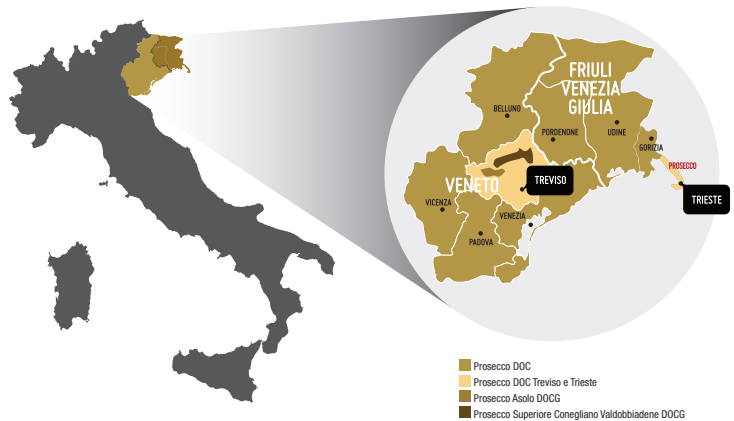 FRIULI
VENEZIA
GIULIA
BELLUNO
PORDENONE
UDINE
GORIZIA
PROSECCO
TREVISO
TRIESTE
VENETO
VICENZA
VENEZIA
PADOVA
Prosecco DOC
Prosecco DOC Treviso e Trieste
Prosecco Asolo DOCG
Prosecco Superiore Conegliano Valdobbiadene DOCG